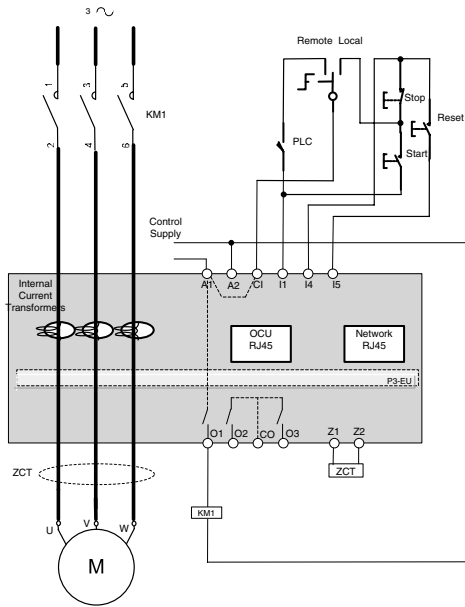 3
Remote Local
1
3
5
Stop
KM1
Reset
PLC
Start
2
4
6
Control
Supply
A1
A2
CI
I1
I4
I5
Internal
Current
Transformers
OCU
RJ45
Network
RJ45
P3-EU
O1
O2
CO
O3
Z1
Z2
ZCT
ZCT
KM1
U
V
W
M